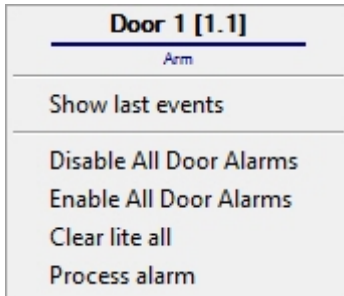 Door 1 [1.1]
Arm
Show last events
Disable All Door Alarms
Enable All Door Alarms
Clear lite all
Process alarm